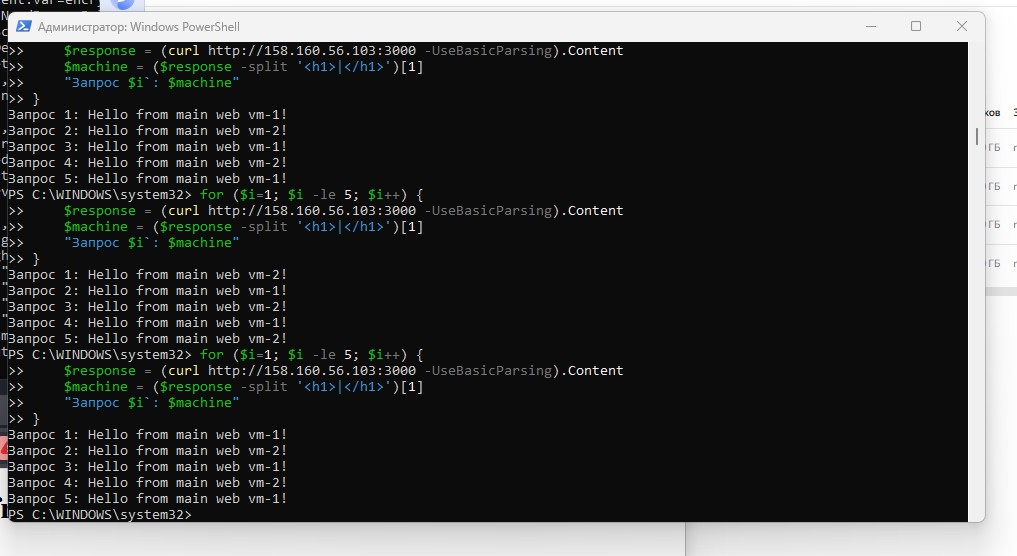 Администратор: Windows PowerShell
>>     $response = (curl http://158.160.56.103:3000 -UseBasicParsing).Content
>>     $machine = ($response -split '<h1>|</h1>')[1]
>>     "Запрос $i`: $machine"
>> }
Запрос 1: Hello from main web vm-1!
Запрос 2: Hello from main web vm-2!
Запрос 3: Hello from main web vm-1!
Запрос 4: Hello from main web vm-2!
Запрос 5: Hello from main web vm-1!
PS C:\WINDOWS\system32> for ($i=1; $i -le 5; $i++) {
>>     $response = (curl http://158.160.56.103:3000 -UseBasicParsing).Content
>>     $machine = ($response -split '<h1>|</h1>')[1]
>>     "Запрос $i`: $machine"
>> }
Запрос 1: Hello from main web vm-2!
Запрос 2: Hello from main web vm-1!
Запрос 3: Hello from main web vm-2!
Запрос 4: Hello from main web vm-1!
Запрос 5: Hello from main web vm-2!
PS C:\WINDOWS\system32> for ($i=1; $i -le 5; $i++) {
>>     $response = (curl http://158.160.56.103:3000 -UseBasicParsing).Content
>>     $machine = ($response -split '<h1>|</h1>')[1]
>>     "Запрос $i`: $machine"
>> }
Запрос 1: Hello from main web vm-1!
Запрос 2: Hello from main web vm-2!
Запрос 3: Hello from main web vm-1!
Запрос 4: Hello from main web vm-2!
Запрос 5: Hello from main web vm-1!
PS C:\WINDOWS\system32>
ГБ
ГБ
ГБ
ГБ